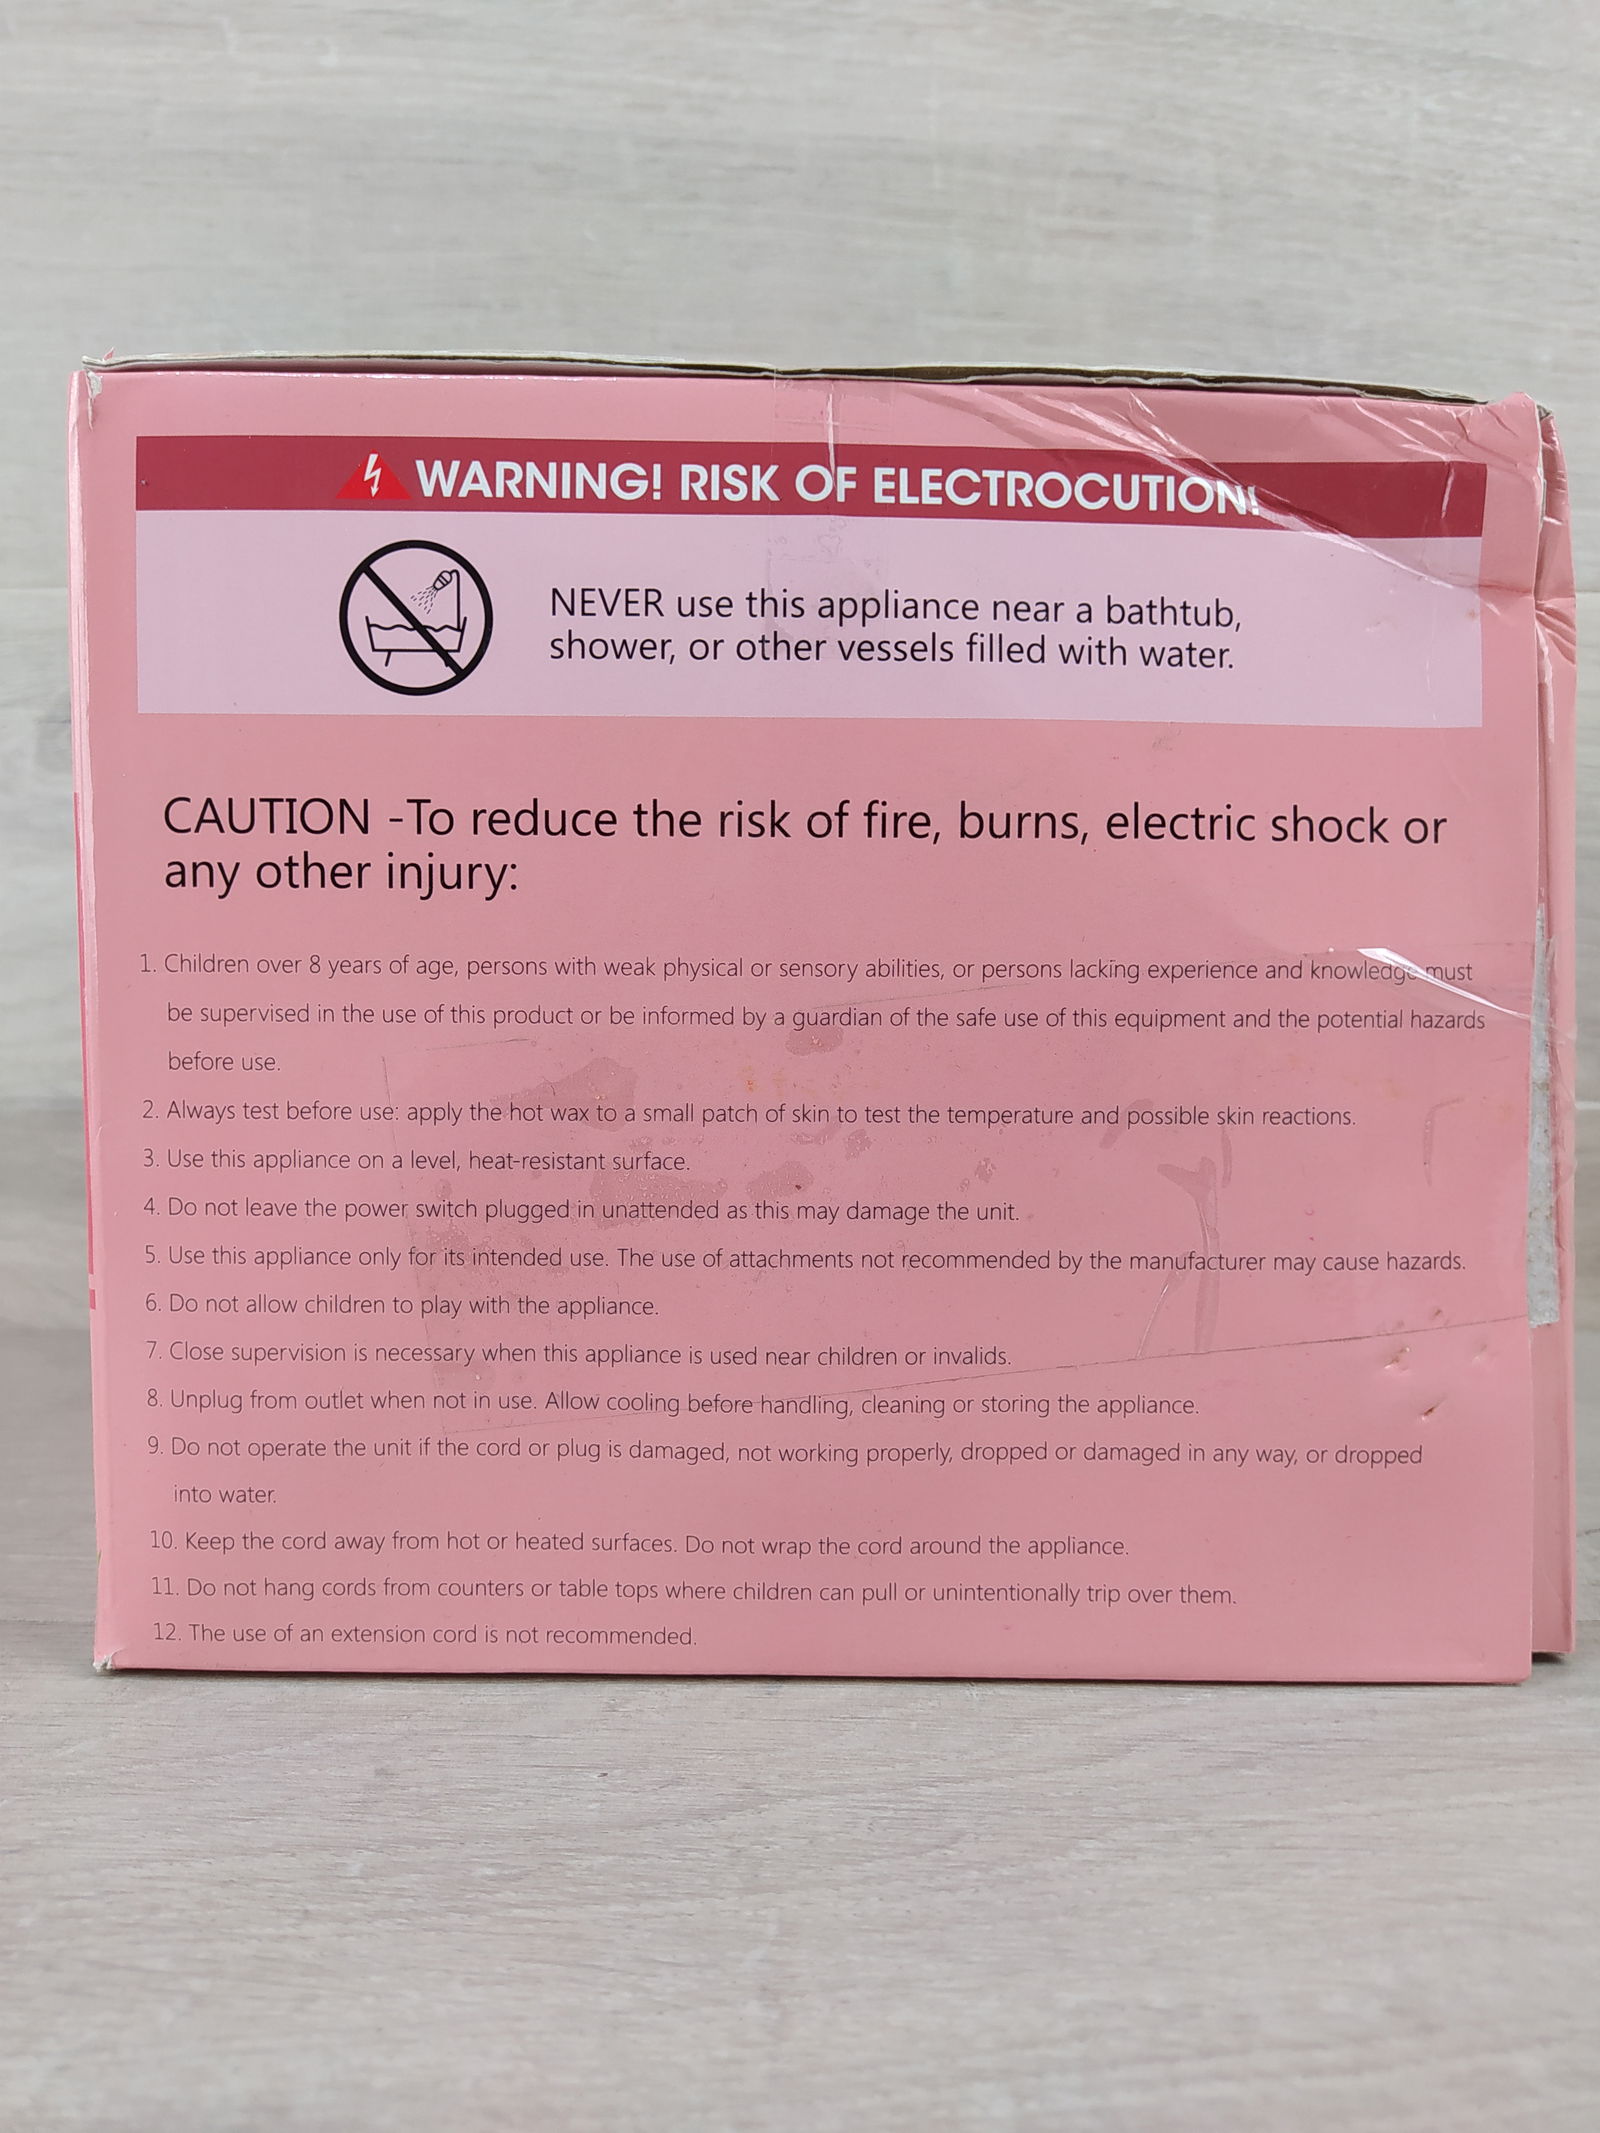 WARNING! RISK OF ELECTROCUTION!
NEVER use this appliance near a bathtub,
shower, or other vessels filled with water.
CAUTION -To reduce the risk of fire, burns, electric shock or
any other injury:
1. Children over 8 years of age, persons with weak physical or sensory abilities, or persons lacking experience and knowledge must
be supervised in the use of this product or be informed by a guardian of the safe use of this equipment and the potential hazards
before use.
2. Always test before use: apply the hot wax to a small patch of skin to test the temperature and possible skin reactions.
3. Use this appliance on a level, heat-resistant surface.
4. Do not leave the power switch plugged in unattended as this may damage the unit.
5. Use this appliance only for its intended use. The use of attachments not recommended by the manufacturer may cause hazards.
6. Do not allow children to play with the appliance.
7. Close supervision is necessary when this appliance is used near children or invalids.
8. Unplug from outlet when not in use. Allow cooling before handling, cleaning or storing the appliance.
9. Do not operate the unit if the cord or plug is damaged, not working properly, dropped or damaged in any way, or dropped
into water.
10. Keep the cord away from hot or heated surfaces. Do not wrap the cord around the appliance.
11. Do not hang cords from counters or table tops where children can pull or unintentionally trip over them.
12. The use of an extension cord is not recommended.